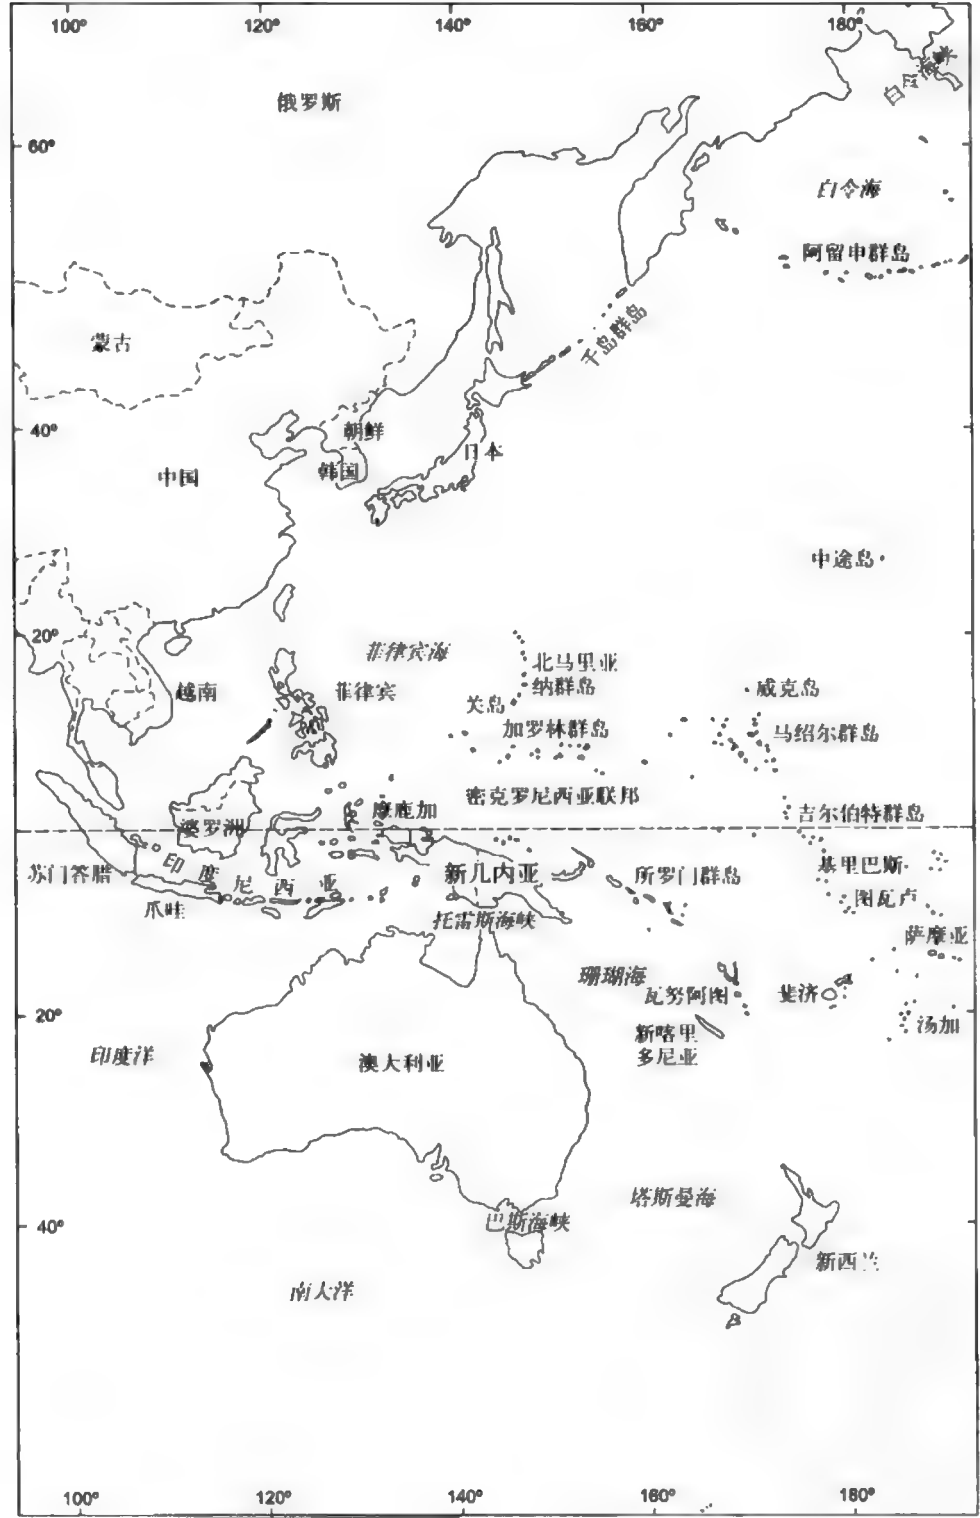 100° 120° 140° 160° 180°
白令海峡
俄罗斯
60°
白令海
阿留申群岛
千岛群岛
蒙古
40°
朝鲜
日本
韩国
中国
中途岛
20°
菲律宾海
北马里亚
纳群岛
越南
菲律宾
关岛
威克岛
加罗林群岛
马绍尔群岛
密克罗尼西亚联邦
摩鹿加
吉尔伯特群岛
婆罗洲
印度尼西亚
苏门答腊
新几内亚
所罗门群岛
基里巴斯
图瓦卢
爪哇
托雷斯海峡
萨摩亚
珊瑚海
瓦努阿图
斐济
20°
新喀里
多尼亚
汤加
印度洋
澳大利亚
塔斯曼海
40°
巴斯海峡
新西兰
南大洋
100° 120° 140° 160° 180°